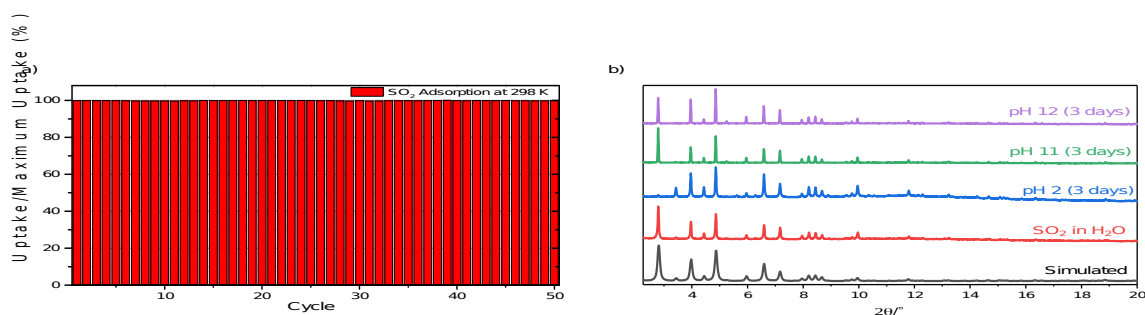 a)
Uptake/Maximum Uptake (%)
SO₂ Adsorption at 298 K
100
80
60
40
20
0
10
20
30
40
50
Cycle
b)
pH 12 (3 days)
pH 11 (3 days)
pH 2 (3 days)
SO₂ in H₂O
Simulated
4
6
8
10
12
14
16
18
20
2θ/°